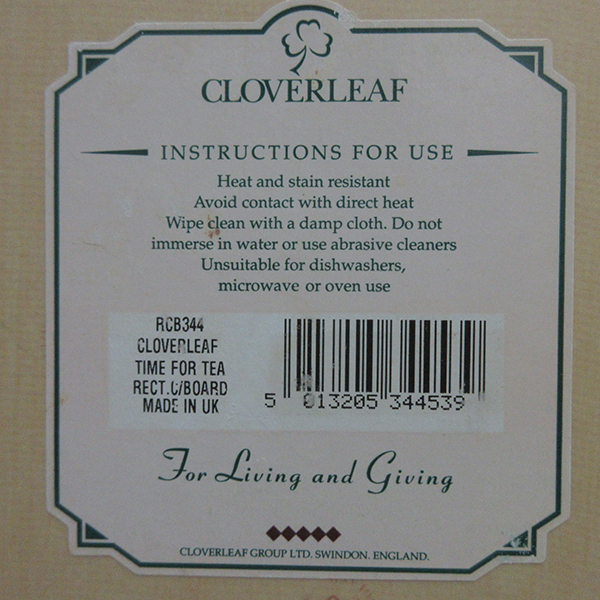 CLOVERLEAF
INSTRUCTIONS FOR USE
Heat and stain resistant
Avoid contact with direct heat
Wipe clean with a damp cloth. Do not
immerse in water or use abrasive cleaners
Unsuitable for dishwashers,
microwave or oven use
RCB344
CLOVERLEAF
TIME FOR TEA
RECT.C/BOARD
MADE IN UK
5 013205 344539
For Living and Giving
CLOVERLEAF GROUP LTD. SWINDON. ENGLAND.